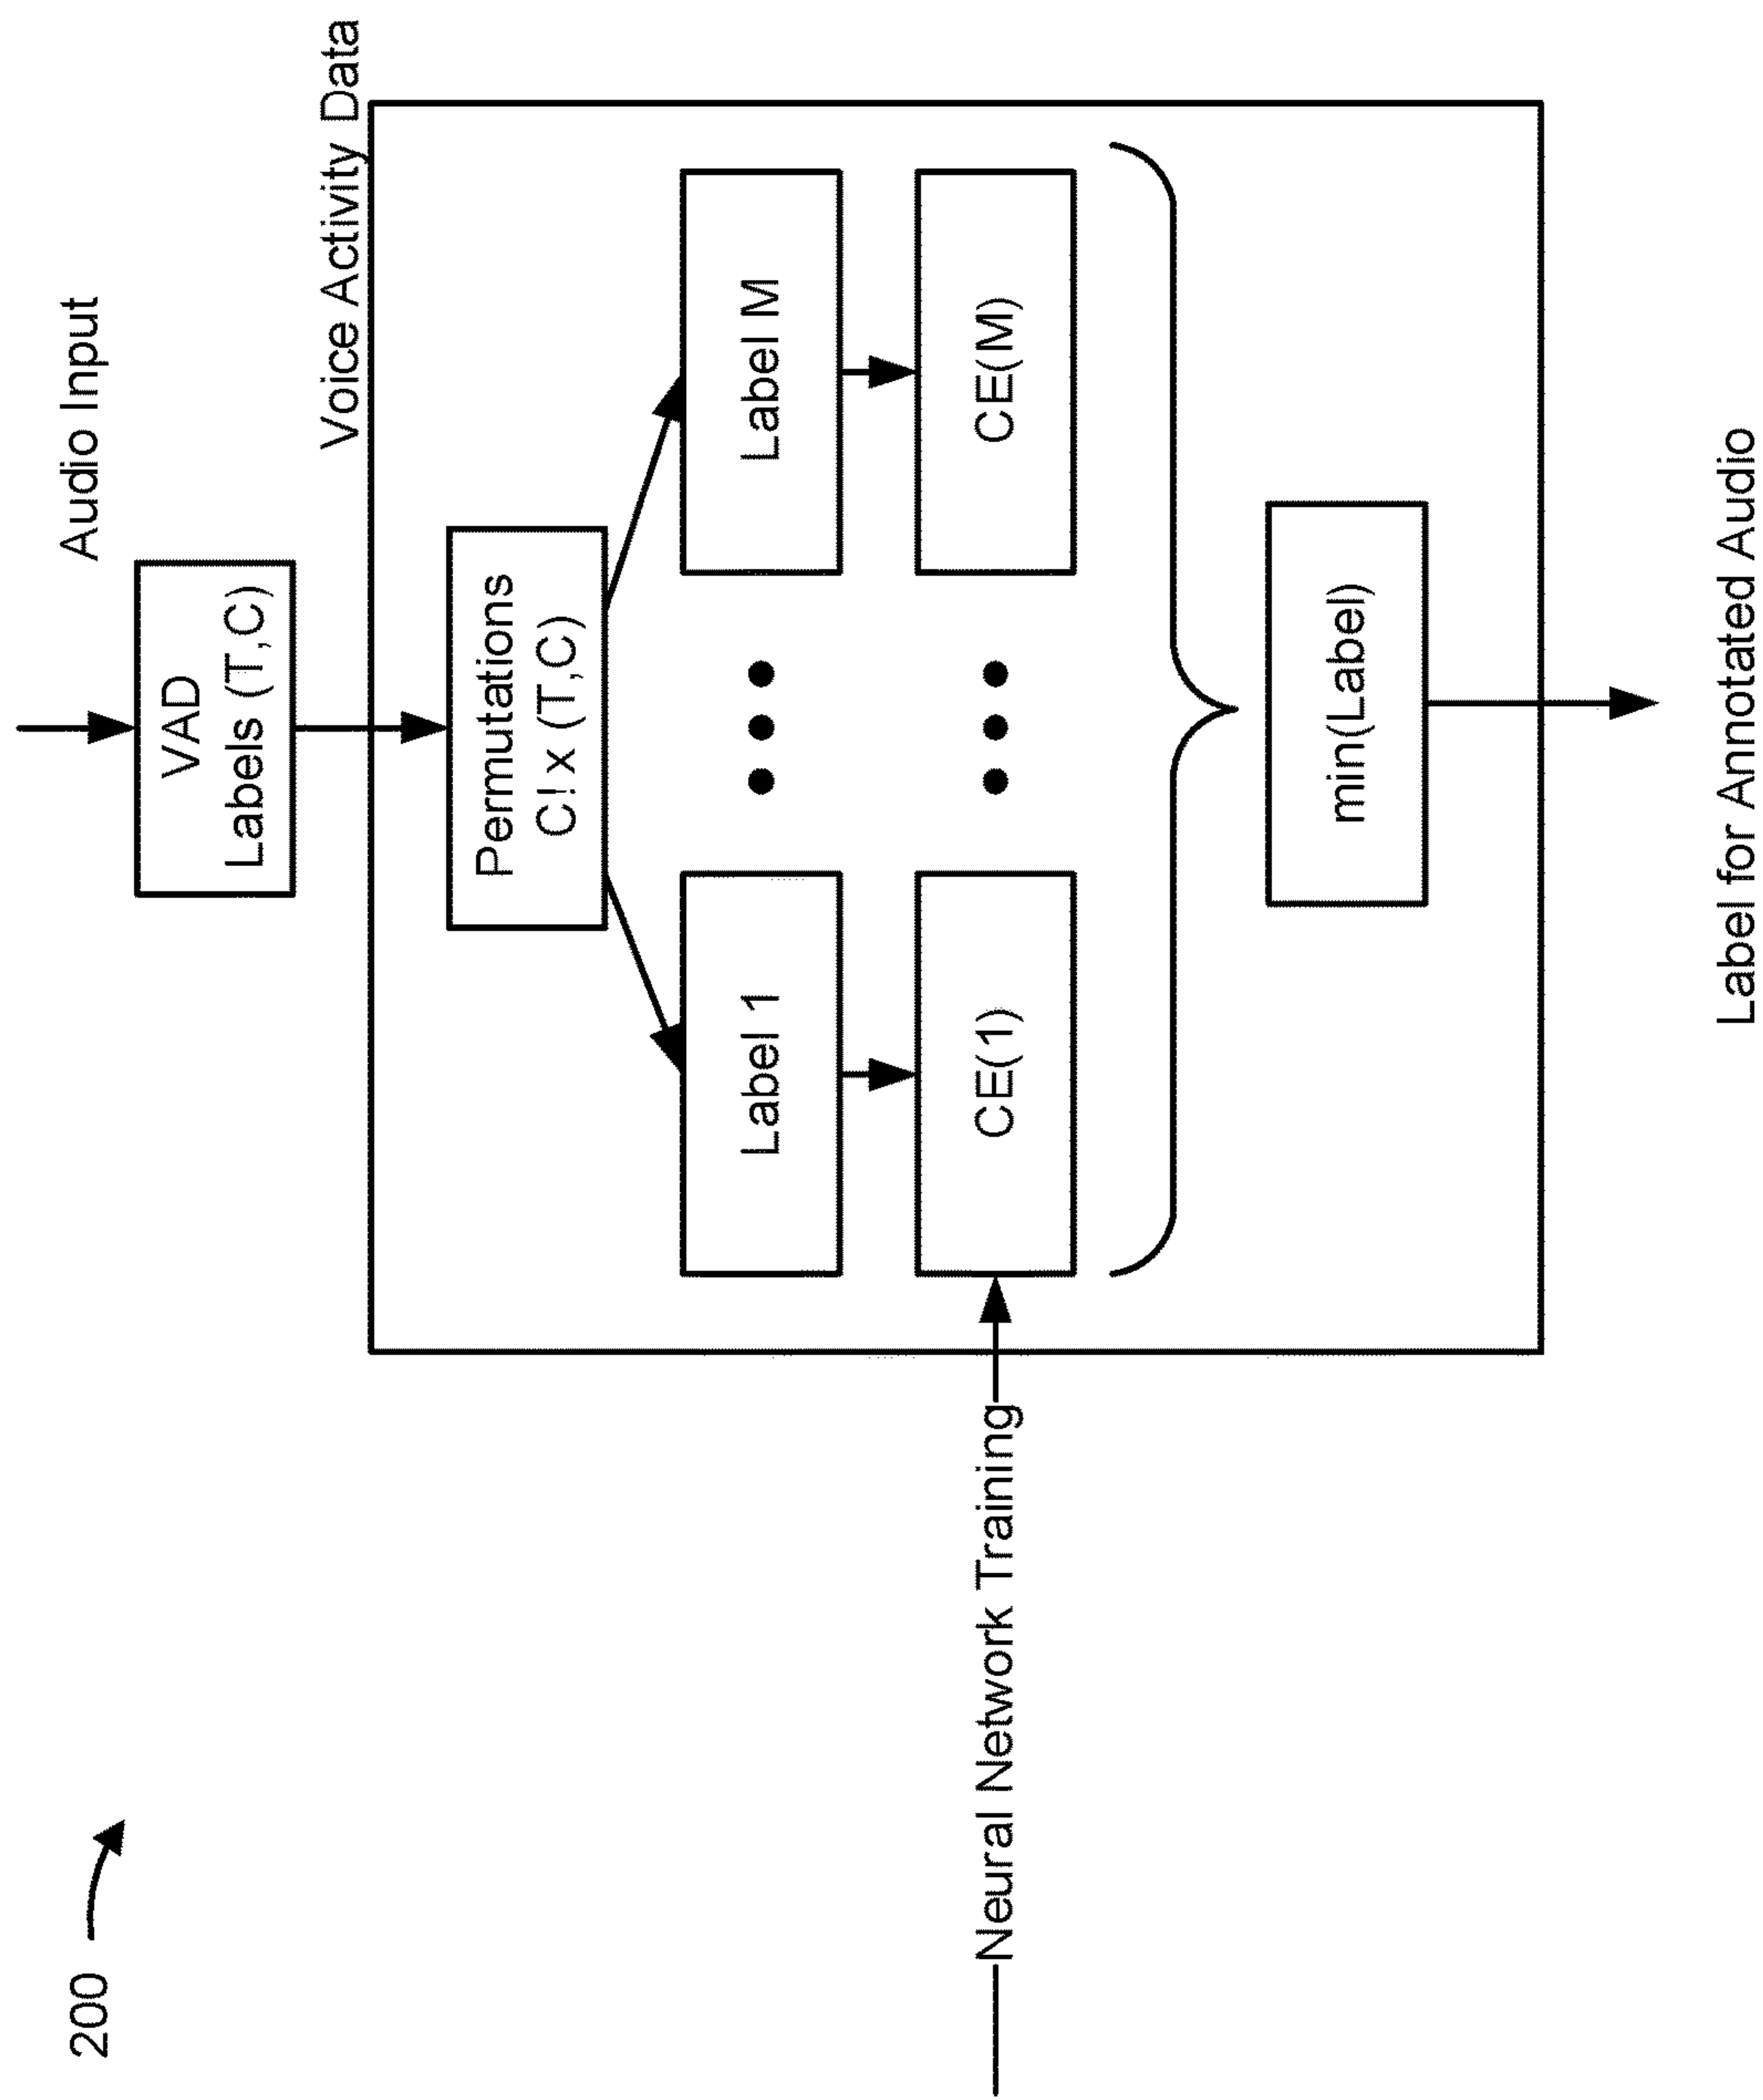 200
Audio Input
VAD
Labels (T,C)
Voice Activity Data
Permutations
C! x (T,C)
Label 1
Label M
Neural Network Training
CE(1)
CE(M)
min(Label)
Label for Annotated Audio